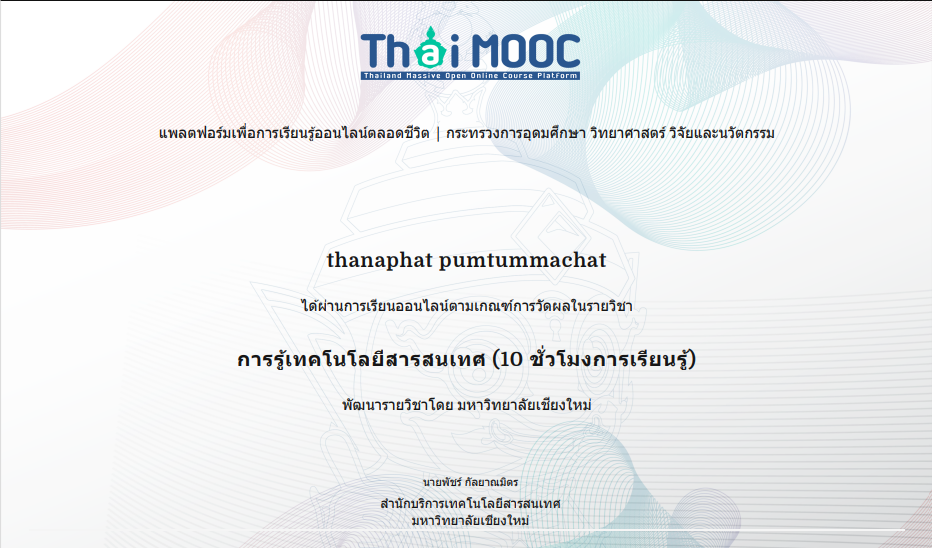 Thai MOOC
Thailand Massive Open Online Course Platform
แพลตฟอร์มเพื่อการเรียนรู้ออนไลน์ตลอดชีวิต | กระทรวงการอุดมศึกษา วิทยาศาสตร์ วิจัยและนวัตกรรม
thanaphat pumtummachat
ได้ผ่านการเรียนออนไลน์ตามเกณฑ์การวัดผลในรายวิชา
การรู้เทคโนโลยีสารสนเทศ (10 ชั่วโมงการเรียนรู้)
พัฒนารายวิชาโดย มหาวิทยาลัยเชียงใหม่
นายพัชร์ กัลยาณมิตร
สำนักบริการเทคโนโลยีสารสนเทศ
มหาวิทยาลัยเชียงใหม่